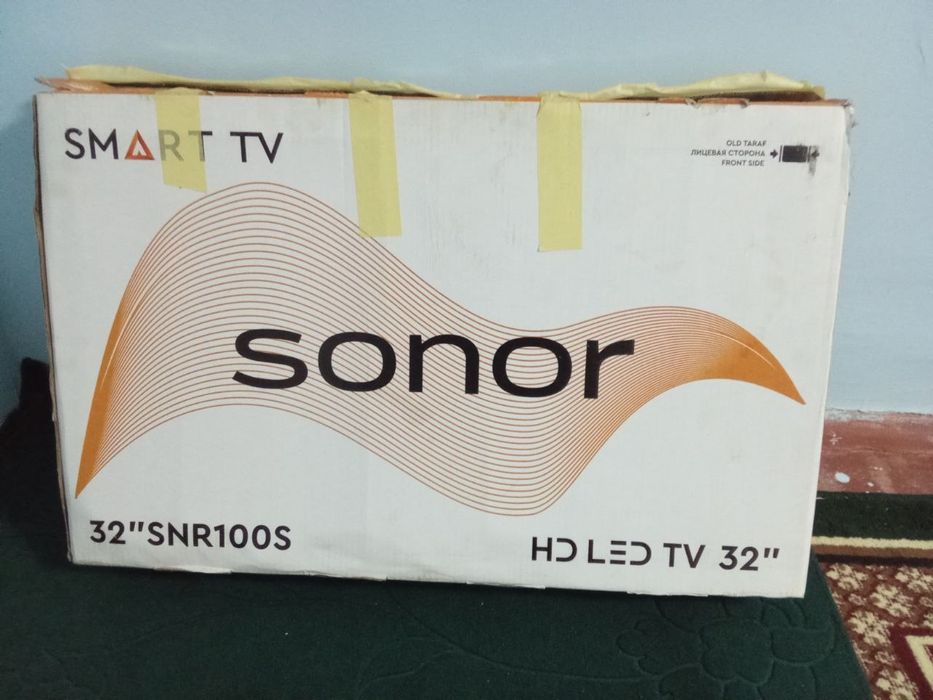 SMART TV
OLD TARAF
ЛИЦЕВАЯ СТОРОНА
FRONT SIDE
sonor
32"SNR100S
HD LED TV 32"